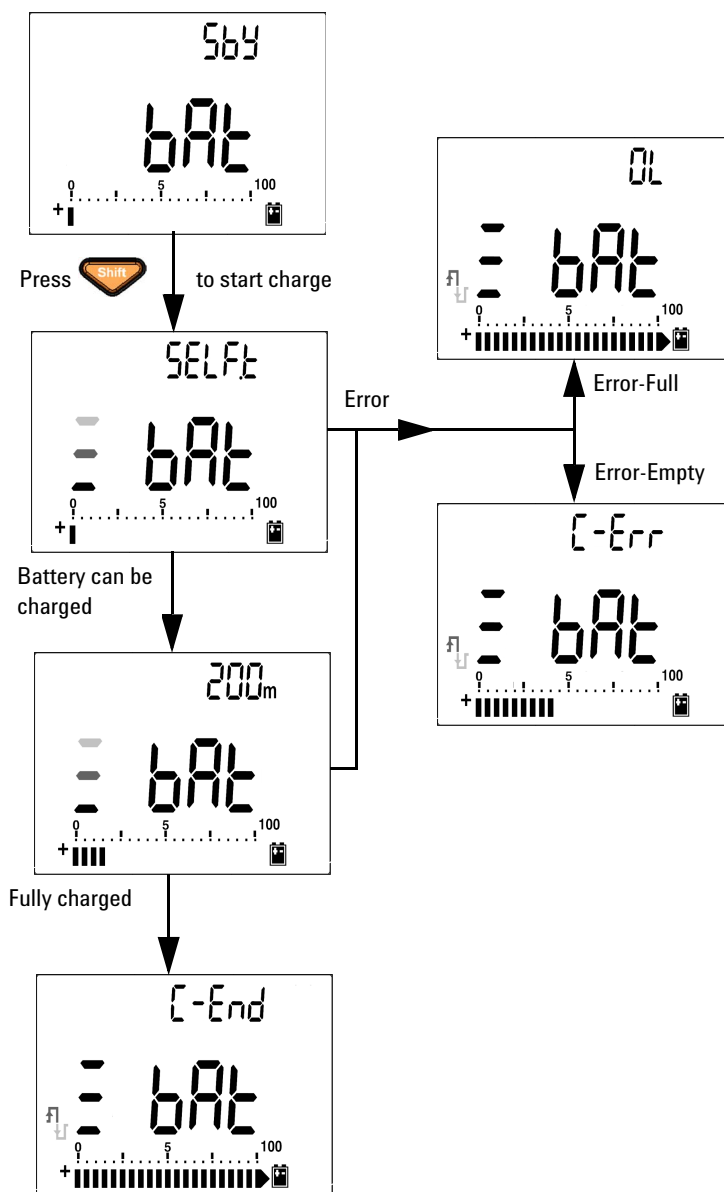 Sby
bAt
0 5 100
+
Press Shift to start charge
SELF.t
bAt
0 5 100
+
Battery can be charged
200m
bAt
0 5 100
+
Fully charged
C-End
bAt
0 5 100
+
Error
OL
bAt
0 5 100
+
Error-Full
Error-Empty
C-Err
bAt
0 5 100
+